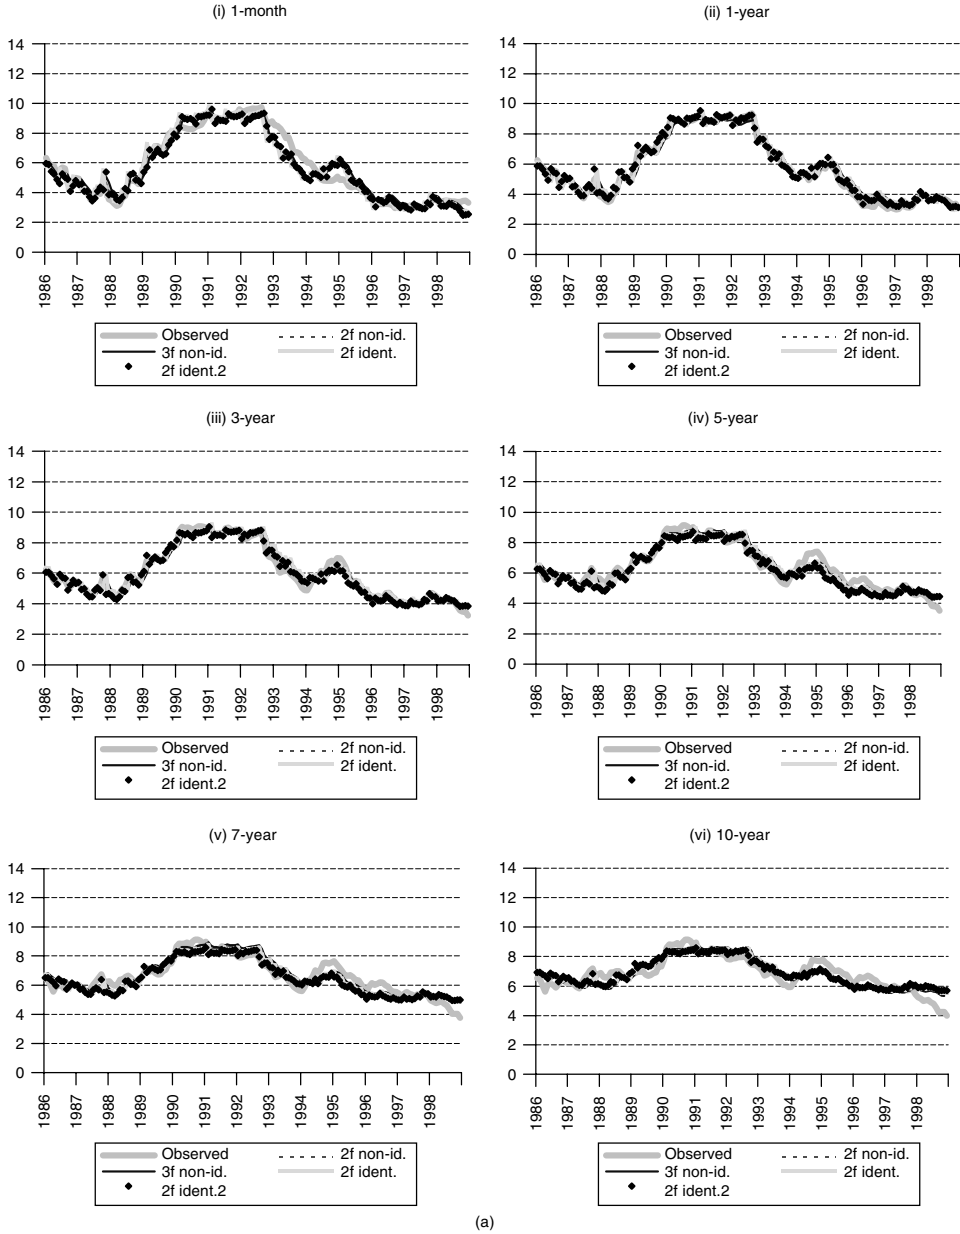 (i) 1-month
14
12
10
8
6
4
2
0
1986 1987 1988 1989 1990 1991 1992 1993 1994 1995 1996 1997 1998
Observed 2f non-id.
3f non-id. 2f ident.
2f ident.2
(ii) 1-year
14
12
10
8
6
4
2
0
1986 1987 1988 1989 1990 1991 1992 1993 1994 1995 1996 1997 1998
Observed 2f non-id.
3f non-id. 2f ident.
2f ident.2
(iii) 3-year
14
12
10
8
6
4
2
0
1986 1987 1988 1989 1990 1991 1992 1993 1994 1995 1996 1997 1998
Observed 2f non-id.
3f non-id. 2f ident.
2f ident.2
(iv) 5-year
14
12
10
8
6
4
2
0
1986 1987 1988 1989 1990 1991 1992 1993 1994 1995 1996 1997 1998
Observed 2f non-id.
3f non-id. 2f ident.
2f ident.2
(v) 7-year
14
12
10
8
6
4
2
0
1986 1987 1988 1989 1990 1991 1992 1993 1994 1995 1996 1997 1998
Observed 2f non-id.
3f non-id. 2f ident.
2f ident.2
(vi) 10-year
14
12
10
8
6
4
2
0
1986 1987 1988 1989 1990 1991 1992 1993 1994 1995 1996 1997 1998
Observed 2f non-id.
3f non-id. 2f ident.
2f ident.2
(a)